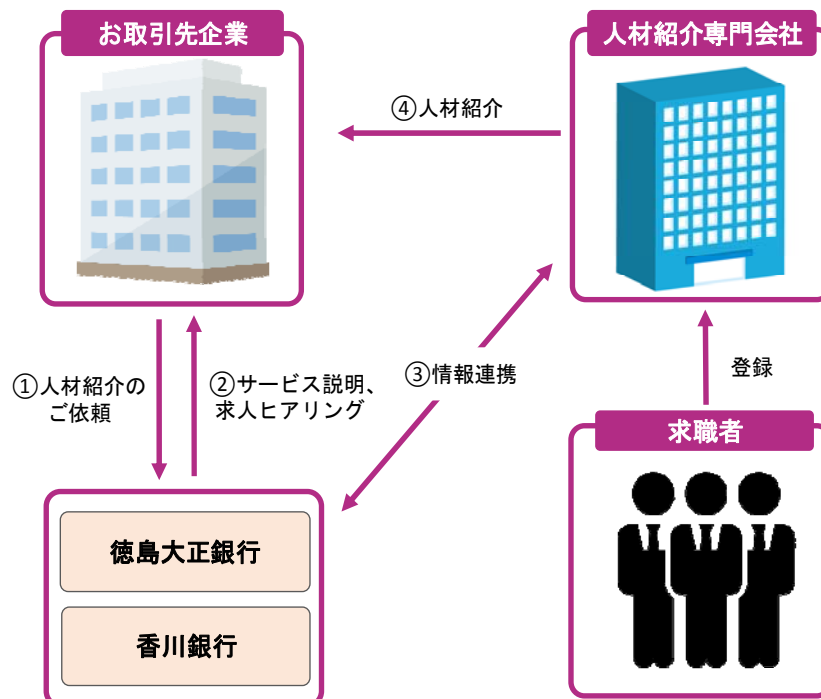 お取引先企業
人材紹介専門会社
④人材紹介
①人材紹介の
ご依頼
②サービス説明、
求人ヒアリング
③情報連携
登録
求職者
徳島大正銀行
香川銀行